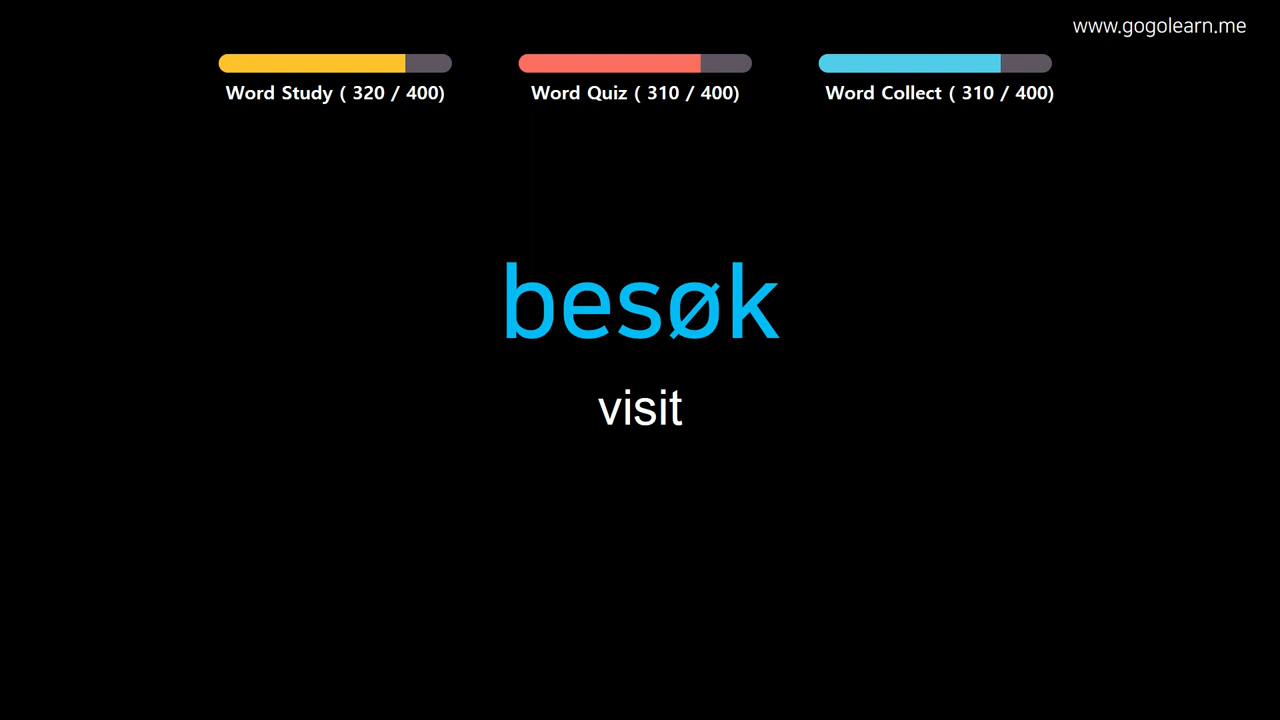 www.gogolearn.me
Word Study ( 320 / 400)
Word Quiz ( 310 / 400)
Word Collect ( 310 / 400)
besøk
visit